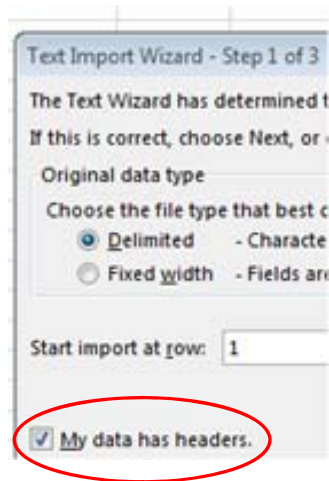 Text Import Wizard - Step 1 of 3
The Text Wizard has determined t
If this is correct, choose Next, or
Original data type
Choose the file type that best c
Delimited - Characte
Fixed width - Fields are
Start import at row: 1
My data has headers.